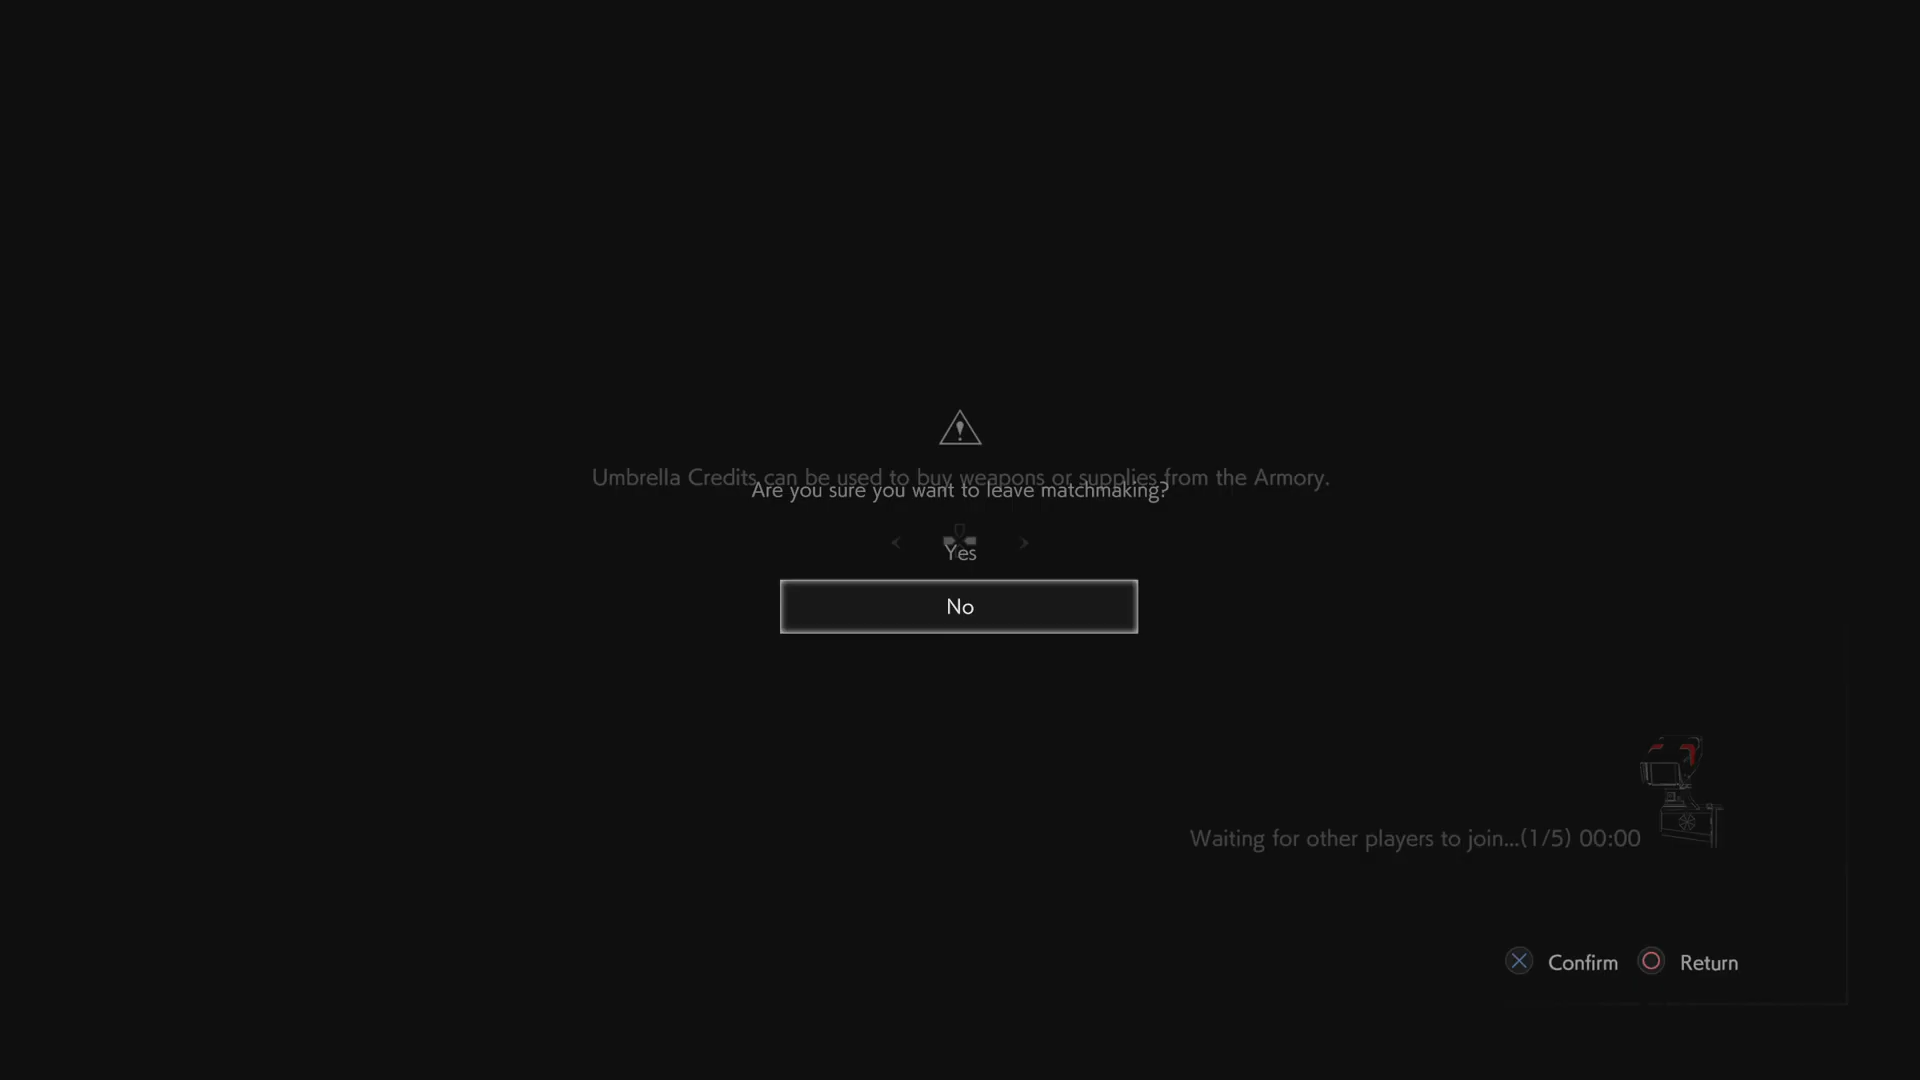 Umbrella Credits can be used to buy weapons or supplies from the Armory.
Are you sure you want to leave matchmaking?
Yes
No
Waiting for other players to join...(1/5) 00:00
Confirm Return